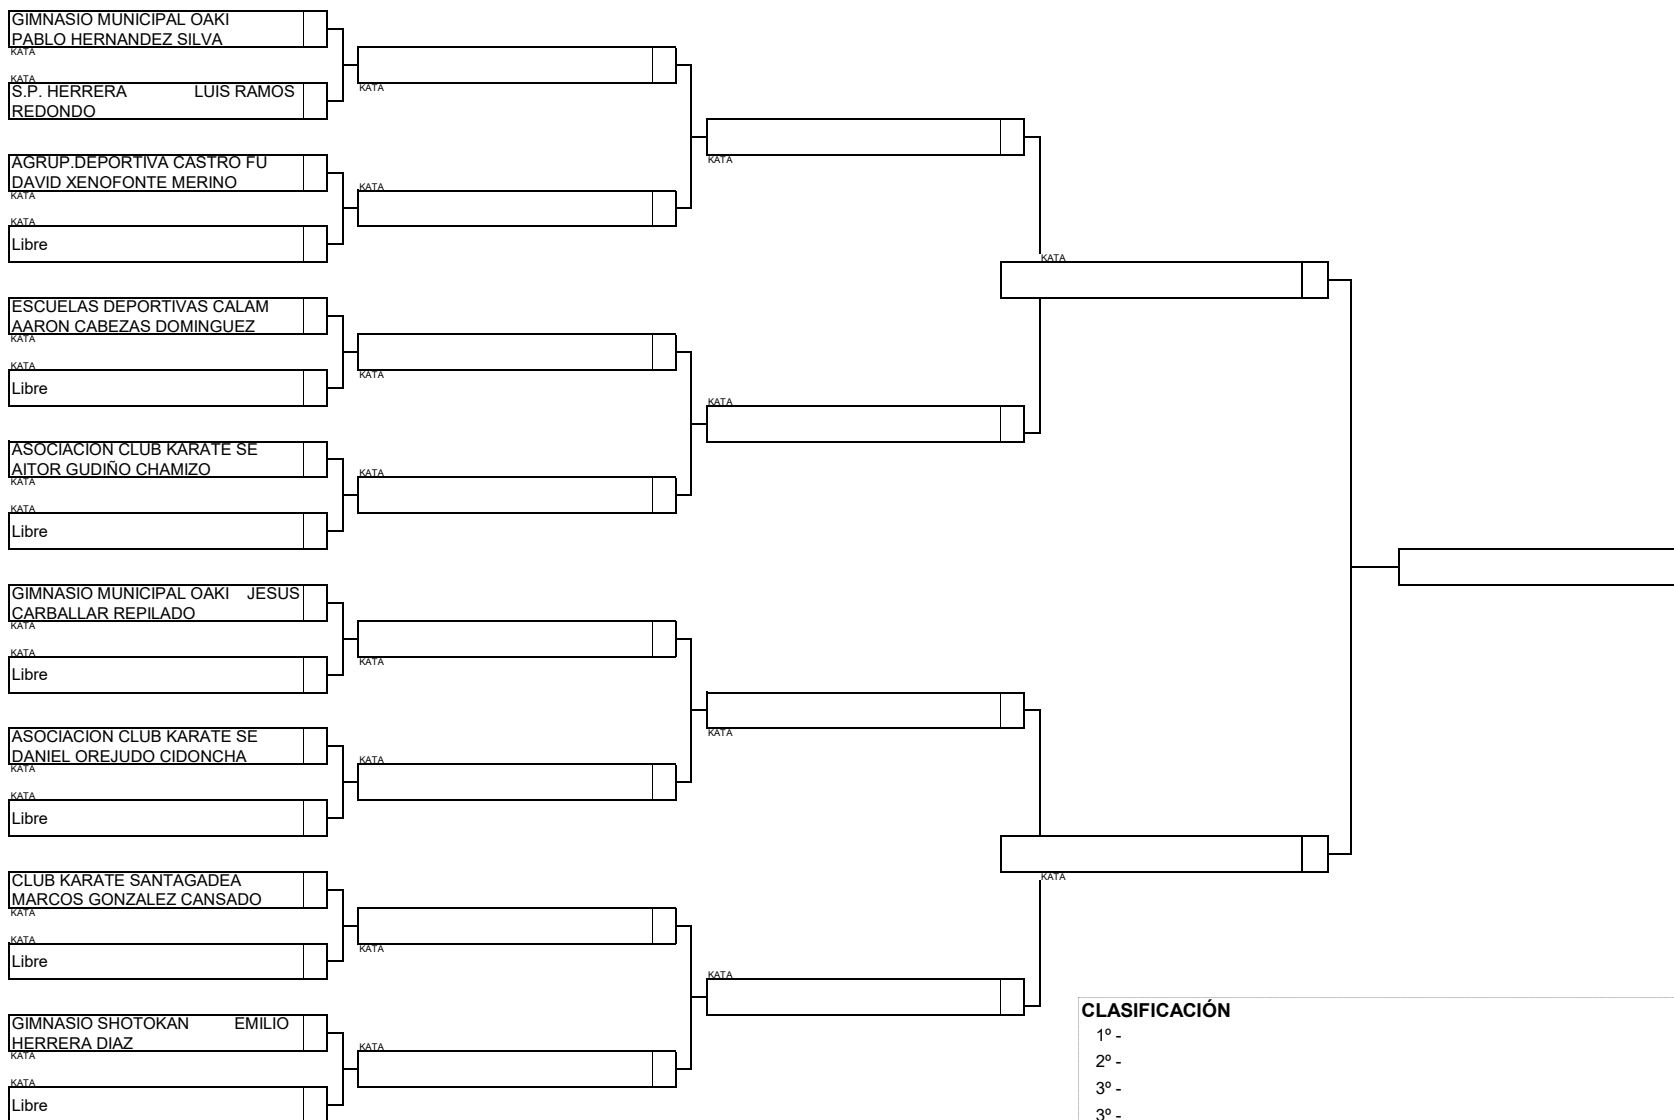 GIMNASIO MUNICIPAL OAKI
PABLO HERNANDEZ SILVA
KATA
KATA
S.P. HERRERA LUIS RAMOS
REDONDO
AGRUP.DEPORTIVA CASTRO FU
DAVID XENOFONTE MERINO
KATA
KATA
Libre
ESCUELAS DEPORTIVAS CALAM
AARON CABEZAS DOMINGUEZ
KATA
KATA
Libre
ASOCIACION CLUB KARATE SE
AITOR GUDIÑO CHAMIZO
KATA
KATA
Libre
GIMNASIO MUNICIPAL OAKI JESUS
CARBALLAR REPILADO
KATA
KATA
Libre
ASOCIACION CLUB KARATE SE
DANIEL OREJUDO CIDONCHA
KATA
KATA
Libre
CLUB KARATE SANTAGADEA
MARCOS GONZALEZ CANSADO
KATA
KATA
Libre
GIMNASIO SHOTOKAN EMILIO
HERRERA DIAZ
KATA
KATA
Libre
KATA
KATA
KATA
KATA
KATA
KATA
KATA
KATA
KATA
KATA
KATA
KATA
KATA
KATA
CLASIFICACIÓN
1º -
2º -
3º -
3º -